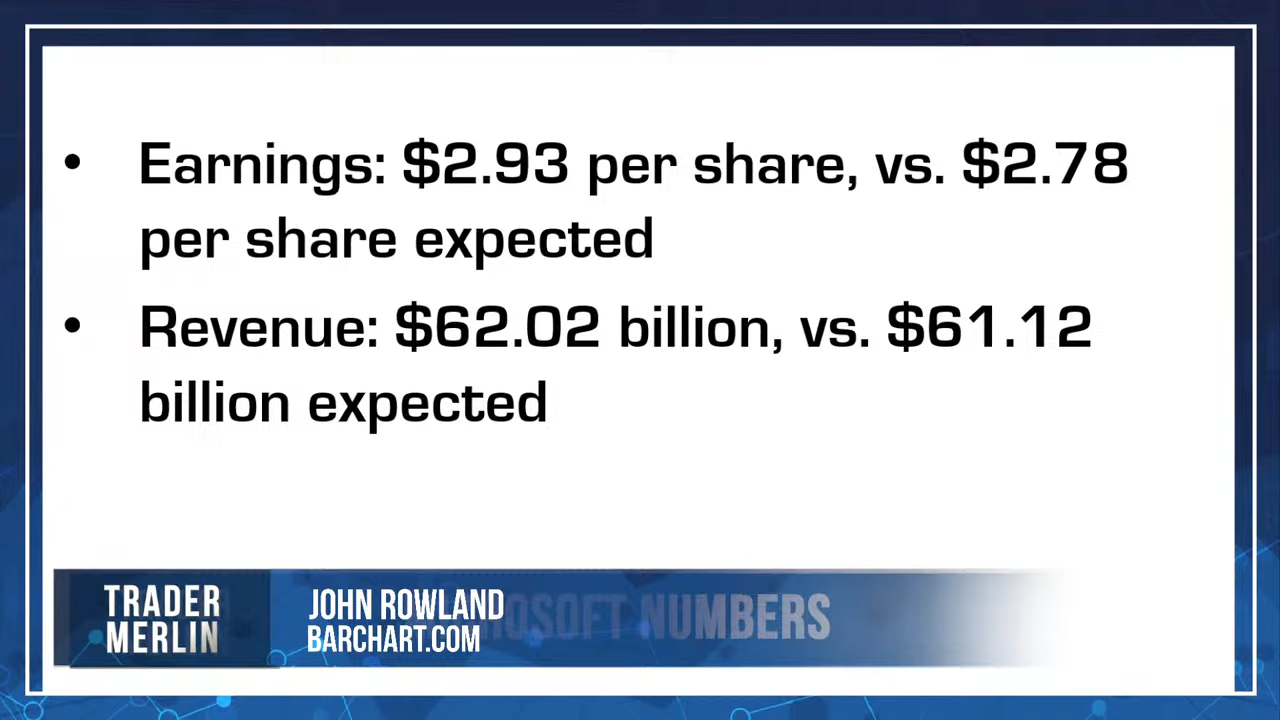 • Earnings: $2.93 per share, vs. $2.78
per share expected
• Revenue: $62.02 billion, vs. $61.12
billion expected
TRADER
MERLIN
JOHN ROWLAND
BARCHART.COM
NUMBERS